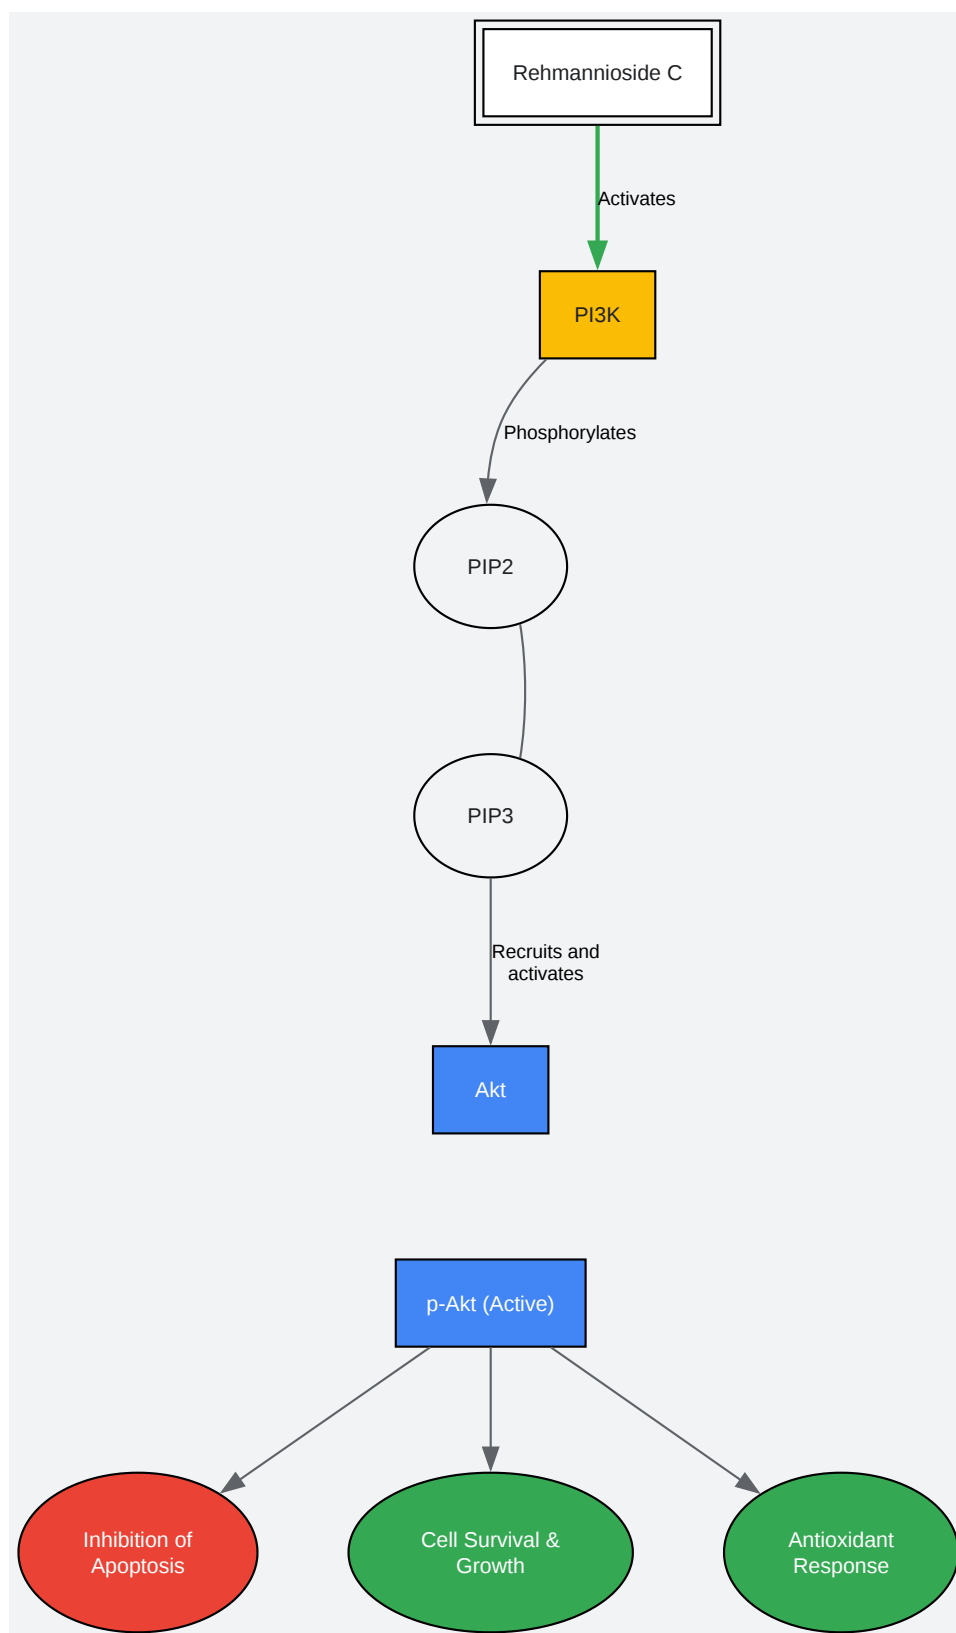 Rehmannioside C
Activates
PI3K
Phosphorylates
PIP2
PIP3
Recruits and
activates
Akt
p-Akt (Active)
Inhibition of
Apoptosis
Cell Survival &
Growth
Antioxidant
Response